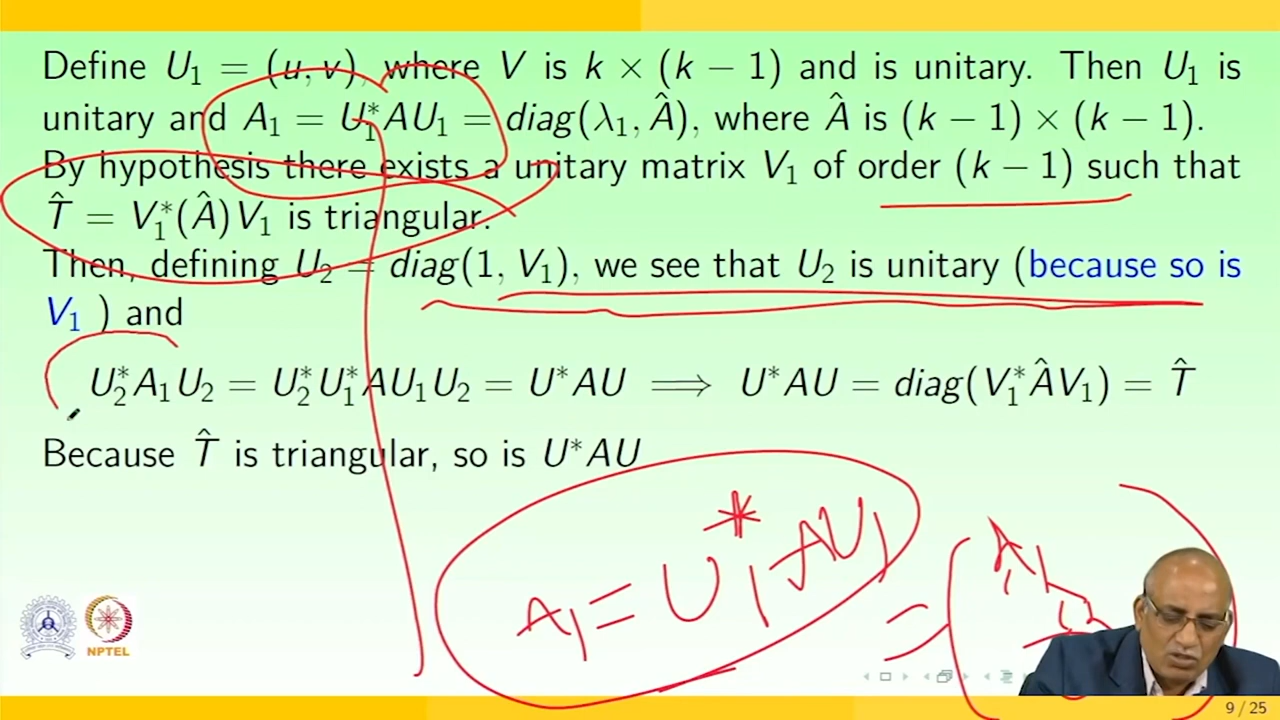 Define U₁ = (u, v), where V is k × (k − 1) and is unitary. Then U₁ is
unitary and A₁ = U₁*AU₁ = diag(λ₁, Â), where Â is (k − 1) × (k − 1).
By hypothesis there exists a unitary matrix V₁ of order (k − 1) such that
T̂ = V₁*(Â)V₁ is triangular.
Then, defining U₂ = diag(1, V₁), we see that U₂ is unitary (because so is
V₁ ) and
U₂*A₁U₂ = U₂*U₁*AU₁U₂ = U*AU ⟹ U*AU = diag(V₁*ÂV₁) = T̂
Because T̂ is triangular, so is U*AU
A₁ = U₁*AU₁ =
NPTEL
9 / 25